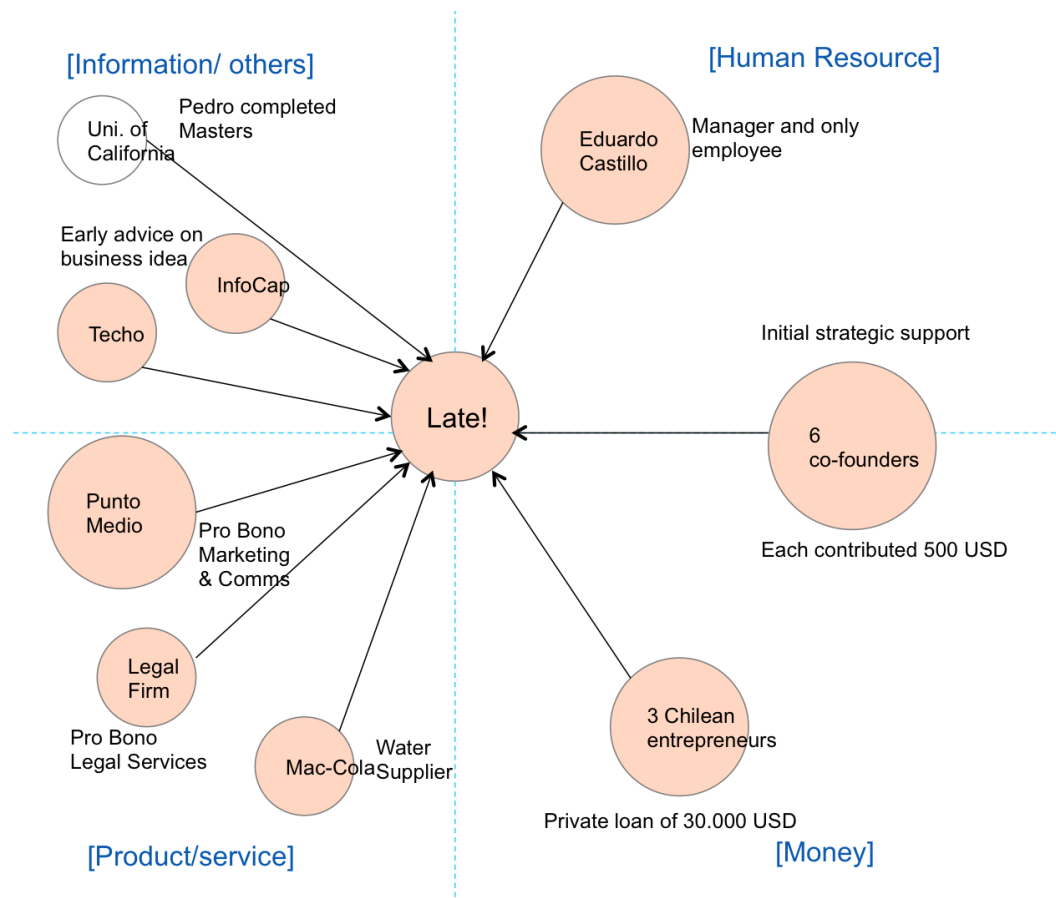 [Information/ others]
[Human Resource]
Uni. of
California
Pedro completed
Masters
Eduardo
Castillo
Manager and only
employee
Early advice on
business idea
InfoCap
Techo
Late!
Initial strategic support
6
co-founders
Each contributed 500 USD
Punto
Medio
Pro Bono
Marketing
& Comms
Legal
Firm
Pro Bono
Legal Services
Mac-Cola
Water
Supplier
3 Chilean
entrepreneurs
Private loan of 30.000 USD
[Product/service]
[Money]